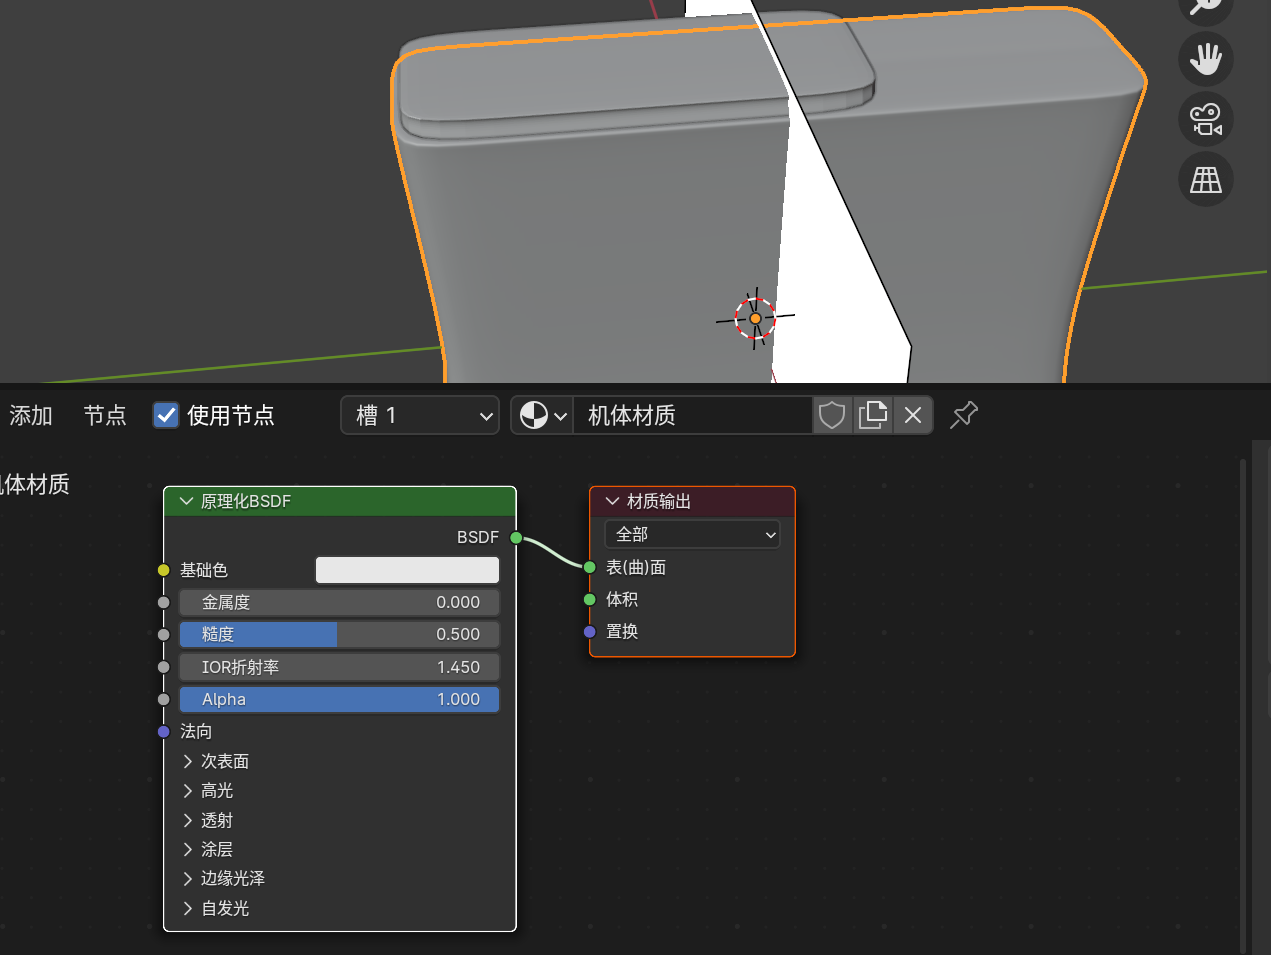 添加 节点 使用节点 槽 1 机体材质
体材质
原理化BSDF
BSDF
基础色
金属度 0.000
糙度 0.500
IOR折射率 1.450
Alpha 1.000
法向
次表面
高光
透射
涂层
边缘光泽
自发光
材质输出
全部
表(曲)面
体积
置换